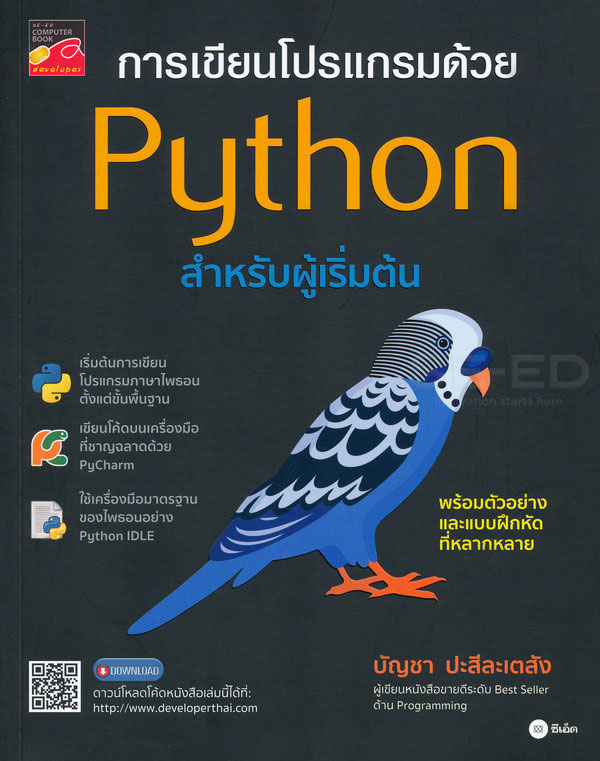 SE-ED
COMPUTER
BOOK
developer
การเขียนโปรแกรมด้วย
Python
สำหรับผู้เริ่มต้น
เริ่มต้นการเขียน
โปรแกรมภาษาไพธอน
ตั้งแต่ขั้นพื้นฐาน
เขียนโค้ดบนเครื่องมือ
ที่ชาญฉลาดด้วย
PyCharm
ใช้เครื่องมือมาตรฐาน
ของไพธอนอย่าง
Python IDLE
-ED
ration starts here
พร้อมตัวอย่าง
และแบบฝึกหัด
ที่หลากหลาย
DOWNLOAD
ดาวน์โหลดโค้ดหนังสือเล่มนี้ได้ที่:
http://www.developerthai.com
บัญชา ปะสีละเตสัง
ผู้เขียนหนังสือขายดีระดับ Best Seller
ด้าน Programming
ซีเอ็ด